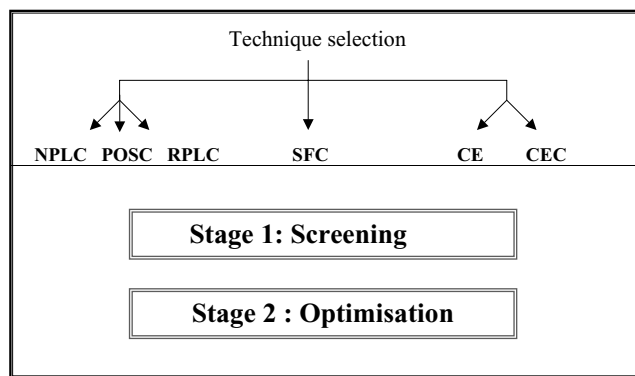 Technique selection
NPLC POSC RPLC SFC CE CEC
Stage 1: Screening
Stage 2 : Optimisation